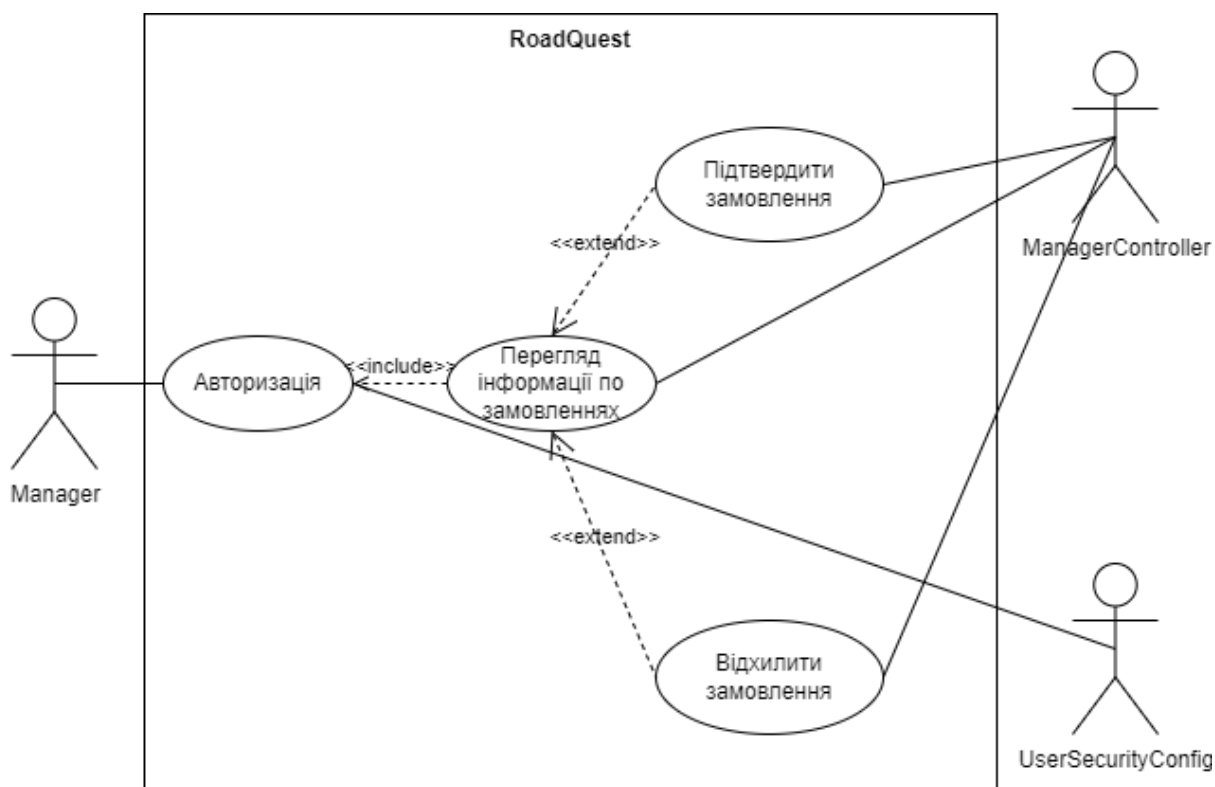 RoadQuest
Підтвердити
замовлення
ManagerController
<<extend>>
Manager
Авторизація
<<include>>
Перегляд
інформації по
замовленнях
<<extend>>
Відхилити
замовлення
UserSecurityConfig